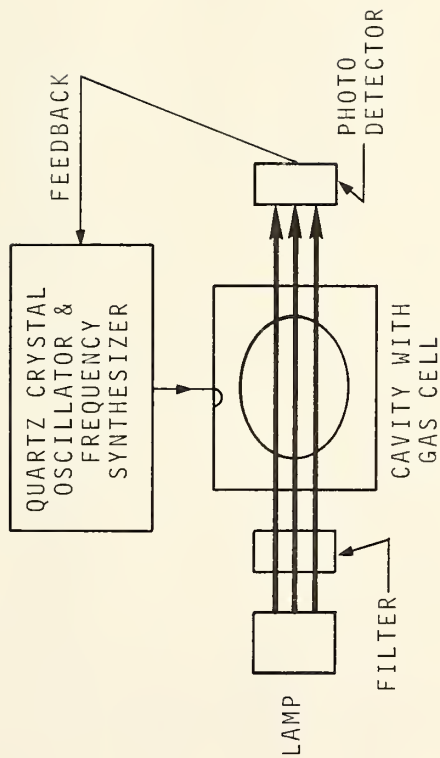 QUARTZ CRYSTAL
OSCILLATOR &
FREQUENCY
SYNTHESIZER
FEEDBACK
LAMP
FILTER
CAVITY WITH
GAS CELL
PHOTO
DETECTOR